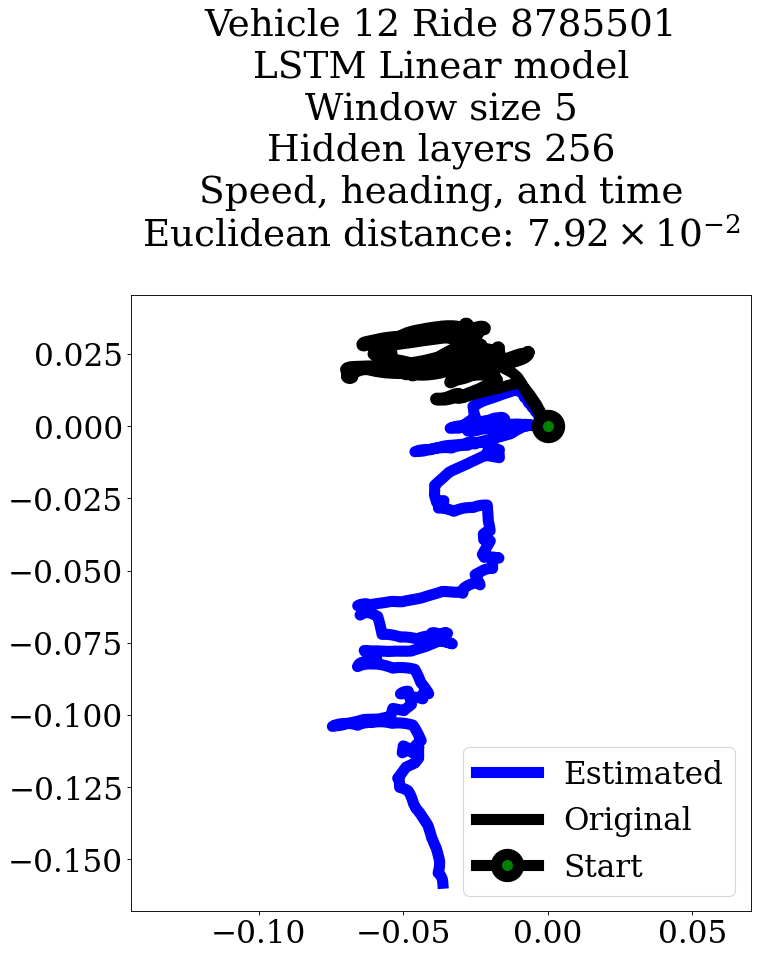 Vehicle 12 Ride 8785501
LSTM Linear model
Window size 5
Hidden layers 256
Speed, heading, and time
Euclidean distance: 7.92 × 10⁻²
0.025
0.000
−0.025
−0.050
−0.075
−0.100
−0.125
−0.150
Estimated
Original
Start
−0.10
−0.05
0.00
0.05